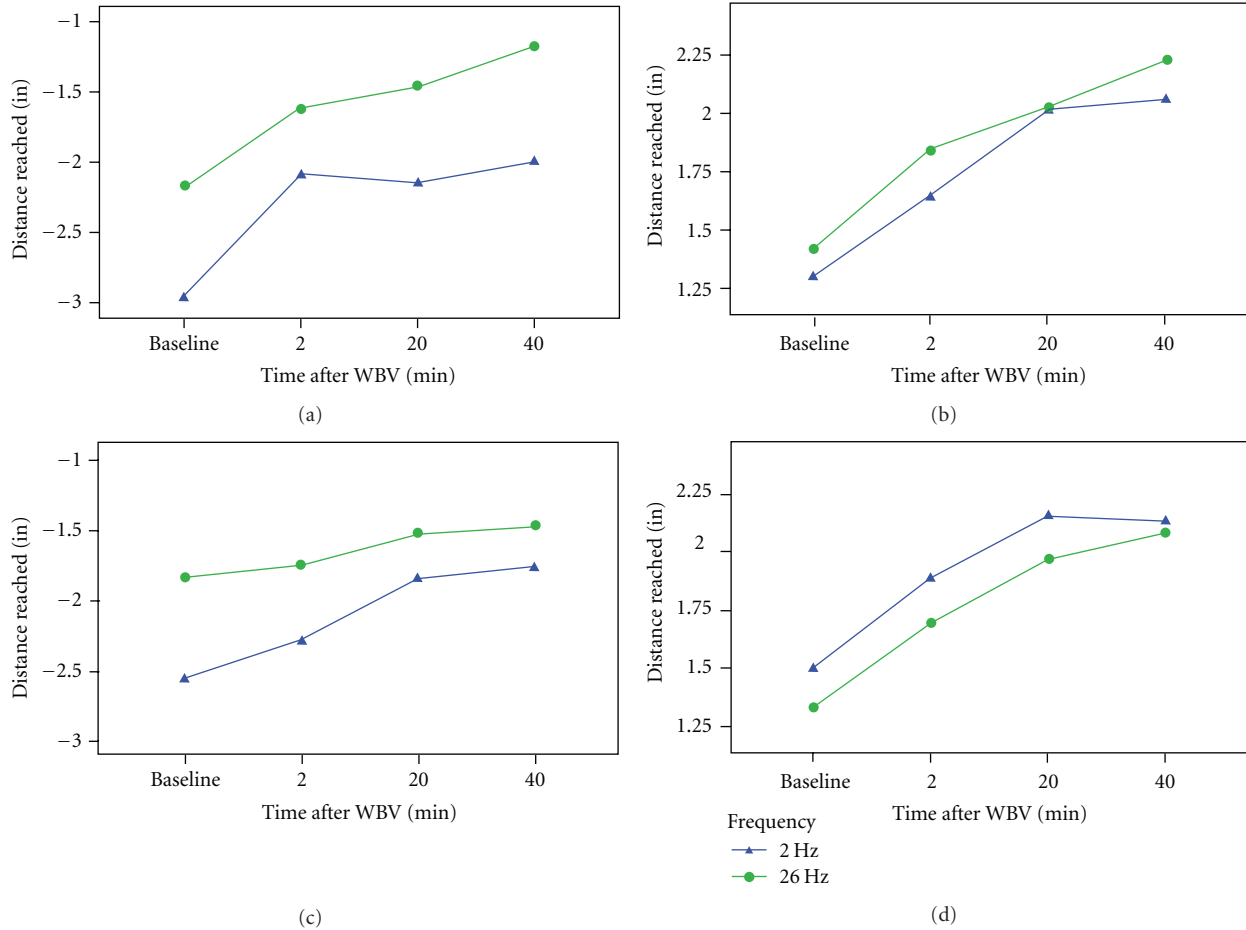 −1
−1.5
−2
−2.5
−3
Distance reached (in)
Baseline 2 20 40
Time after WBV (min)
(a)
2.25
2
1.75
1.5
1.25
Distance reached (in)
Baseline 2 20 40
Time after WBV (min)
(b)
−1
−1.5
−2
−2.5
−3
Distance reached (in)
Baseline 2 20 40
Time after WBV (min)
(c)
2.25
2
1.75
1.5
1.25
Distance reached (in)
Baseline 2 20 40
Time after WBV (min)
Frequency
2 Hz
26 Hz
(d)